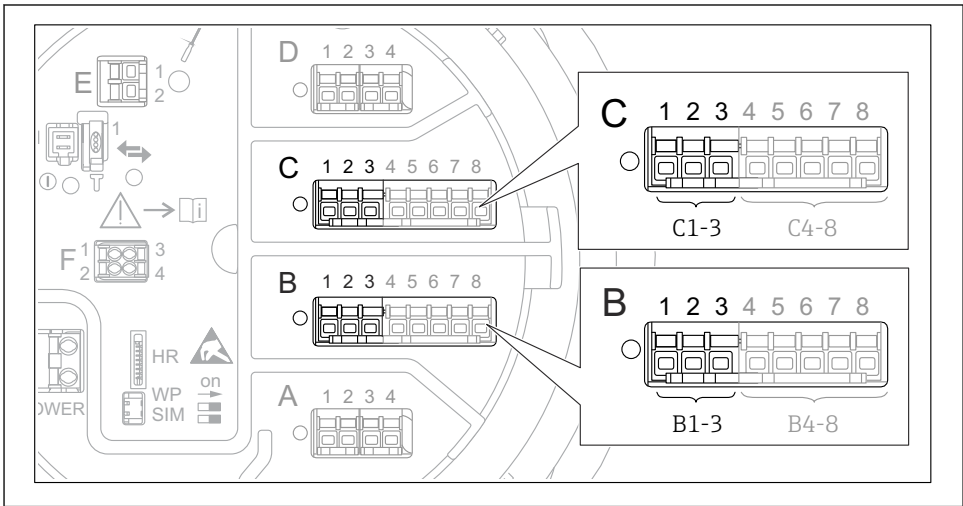 D 1 2 3 4
E 1
2
1
C 1 2 3 4 5 6 7 8
i
F 1 3
2 4
B 1 2 3 4 5 6 7 8
HR
WP on
SIM
OWER
A 1 2 3 4
C 1 2 3 4 5 6 7 8
C1-3 C4-8
B 1 2 3 4 5 6 7 8
B1-3 B4-8